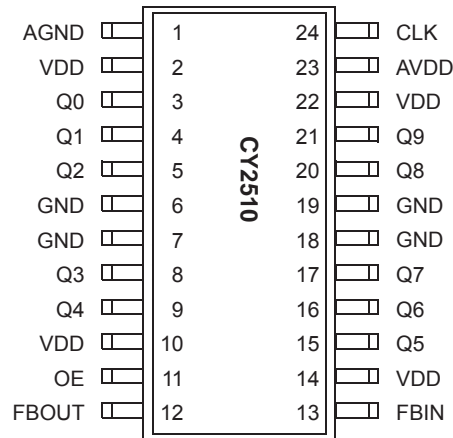 AGND 1 24 CLK
VDD 2 23 AVDD
Q0 3 22 VDD
Q1 4 21 Q9
Q2 5 20 Q8
GND 6 19 GND
GND 7 18 GND
Q3 8 17 Q7
Q4 9 16 Q6
VDD 10 15 Q5
OE 11 14 VDD
FBOUT 12 13 FBIN
CY2510